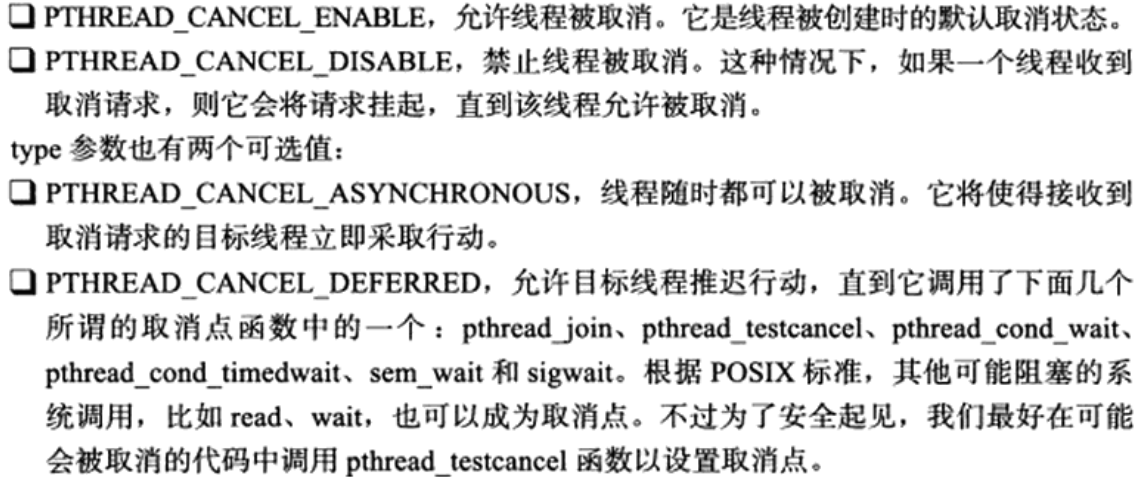 ❑ PTHREAD_CANCEL_ENABLE，允许线程被取消。它是线程被创建时的默认取消状态。
❑ PTHREAD_CANCEL_DISABLE，禁止线程被取消。这种情况下，如果一个线程收到
取消请求，则它会将请求挂起，直到该线程允许被取消。
type 参数也有两个可选值：
❑ PTHREAD_CANCEL_ASYNCHRONOUS，线程随时都可以被取消。它将使得接收到
取消请求的目标线程立即采取行动。
❑ PTHREAD_CANCEL_DEFERRED，允许目标线程推迟行动，直到它调用了下面几个
所谓的取消点函数中的一个：pthread_join、pthread_testcancel、pthread_cond_wait、
pthread_cond_timedwait、sem_wait 和 sigwait。根据 POSIX 标准，其他可能阻塞的系
统调用，比如 read、wait，也可以成为取消点。不过为了安全起见，我们最好在可能
会被取消的代码中调用 pthread_testcancel 函数以设置取消点。